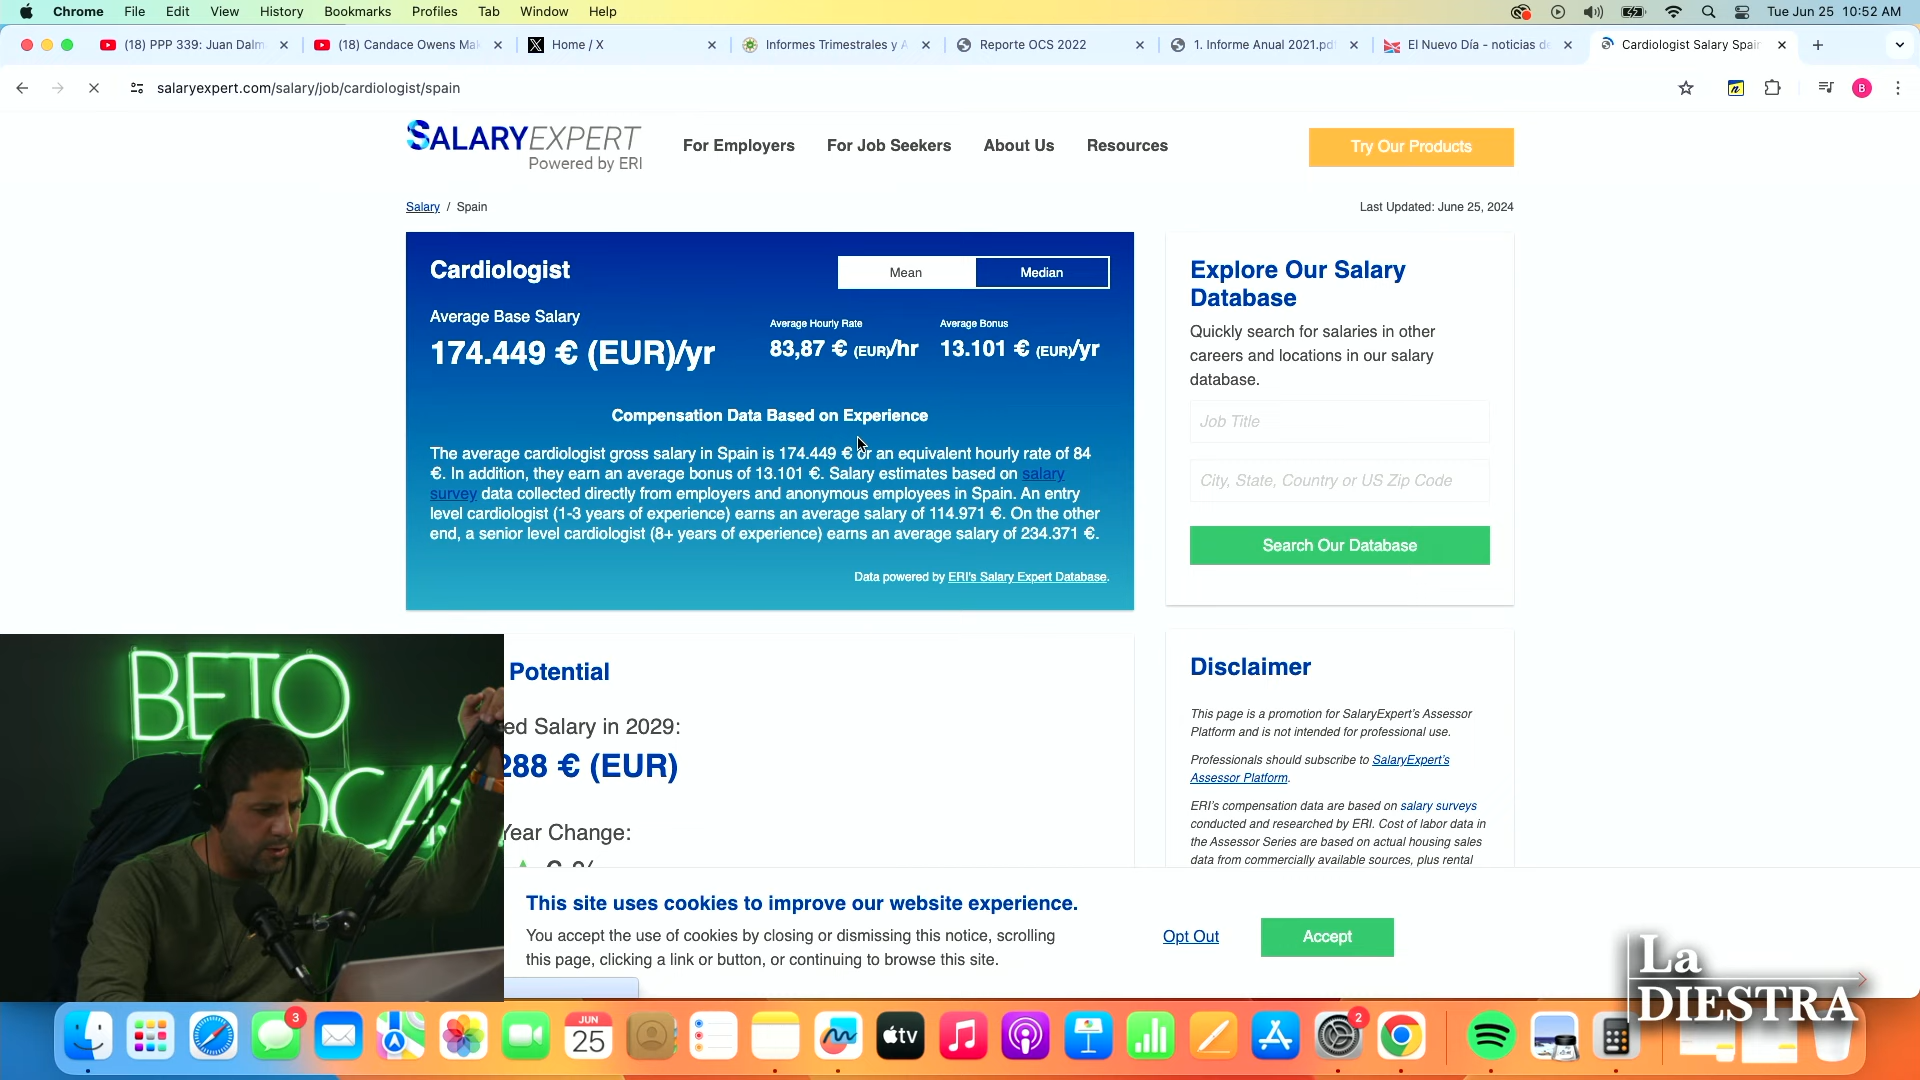 Chrome File Edit View History Bookmarks Profiles Tab Window Help
Tue Jun 25 10:52 AM
(18) PPP 339: Juan Dalm
(18) Candace Owens Mak
Home / X
Informes Trimestrales y A
Reporte OCS 2022
1. Informe Anual 2021.pdf
El Nuevo Día - noticias de
Cardiologist Salary Spain
salaryexpert.com/salary/job/cardiologist/spain
B
SALARYEXPERT
Powered by ERI
For Employers
For Job Seekers
About Us
Resources
Try Our Products
Salary / Spain
Last Updated: June 25, 2024
Cardiologist
Mean
Median
Average Base Salary
174.449 € (EUR)/yr
Average Hourly Rate
83,87 € (EUR)/hr
Average Bonus
13.101 € (EUR)/yr
Compensation Data Based on Experience
The average cardiologist gross salary in Spain is 174.449 € or an equivalent hourly rate of 84
€. In addition, they earn an average bonus of 13.101 €. Salary estimates based on salary
survey data collected directly from employers and anonymous employees in Spain. An entry
level cardiologist (1-3 years of experience) earns an average salary of 114.971 €. On the other
end, a senior level cardiologist (8+ years of experience) earns an average salary of 234.371 €.
Data powered by ERI's Salary Expert Database.
Explore Our Salary
Database
Quickly search for salaries in other
careers and locations in our salary
database.
Job Title
City, State, Country or US Zip Code
Search Our Database
Potential
ed Salary in 2029:
288 € (EUR)
Year Change:
Disclaimer
This page is a promotion for SalaryExpert's Assessor
Platform and is not intended for professional use.
Professionals should subscribe to SalaryExpert's
Assessor Platform.
ERI's compensation data are based on salary surveys
conducted and researched by ERI. Cost of labor data in
the Assessor Series are based on actual housing sales
data from commercially available sources, plus rental
This site uses cookies to improve our website experience.
You accept the use of cookies by closing or dismissing this notice, scrolling
this page, clicking a link or button, or continuing to browse this site.
Opt Out
Accept
BETO
OCAS
La
DIESTRA
3
JUN
25
tv
2